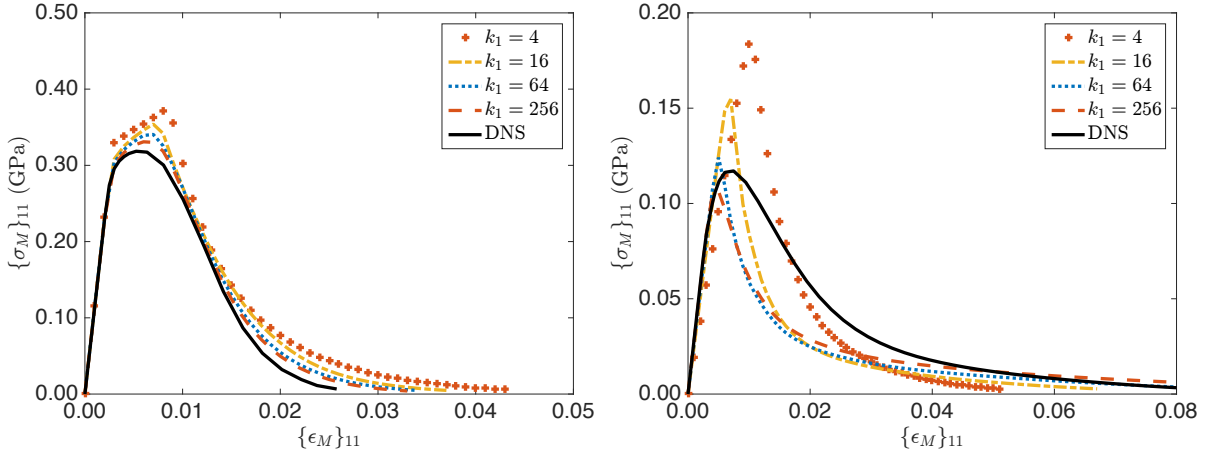 0.50
0.40
0.30
0.20
0.10
0.00
{σ_M}_11 (GPa)
0.00 0.01 0.02 0.03 0.04 0.05
{ϵ_M}_11
k_1 = 4
k_1 = 16
k_1 = 64
k_1 = 256
DNS
0.20
0.15
0.10
0.05
0.00
{σ_M}_11 (GPa)
0.00 0.02 0.04 0.06 0.08
{ϵ_M}_11
k_1 = 4
k_1 = 16
k_1 = 64
k_1 = 256
DNS